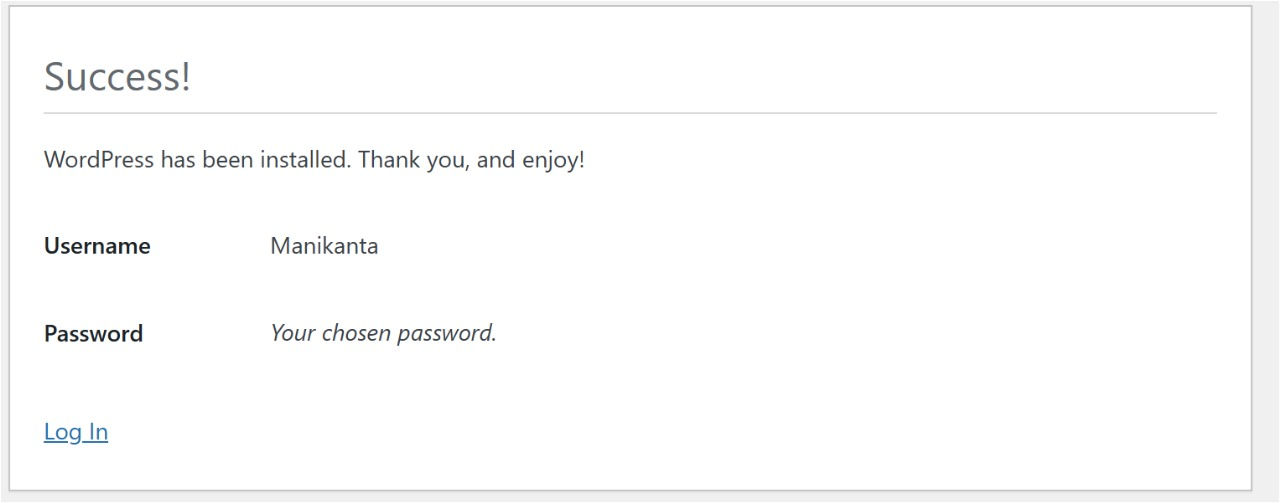 Success!
WordPress has been installed. Thank you, and enjoy!
Username Manikanta
Password Your chosen password.
Log In